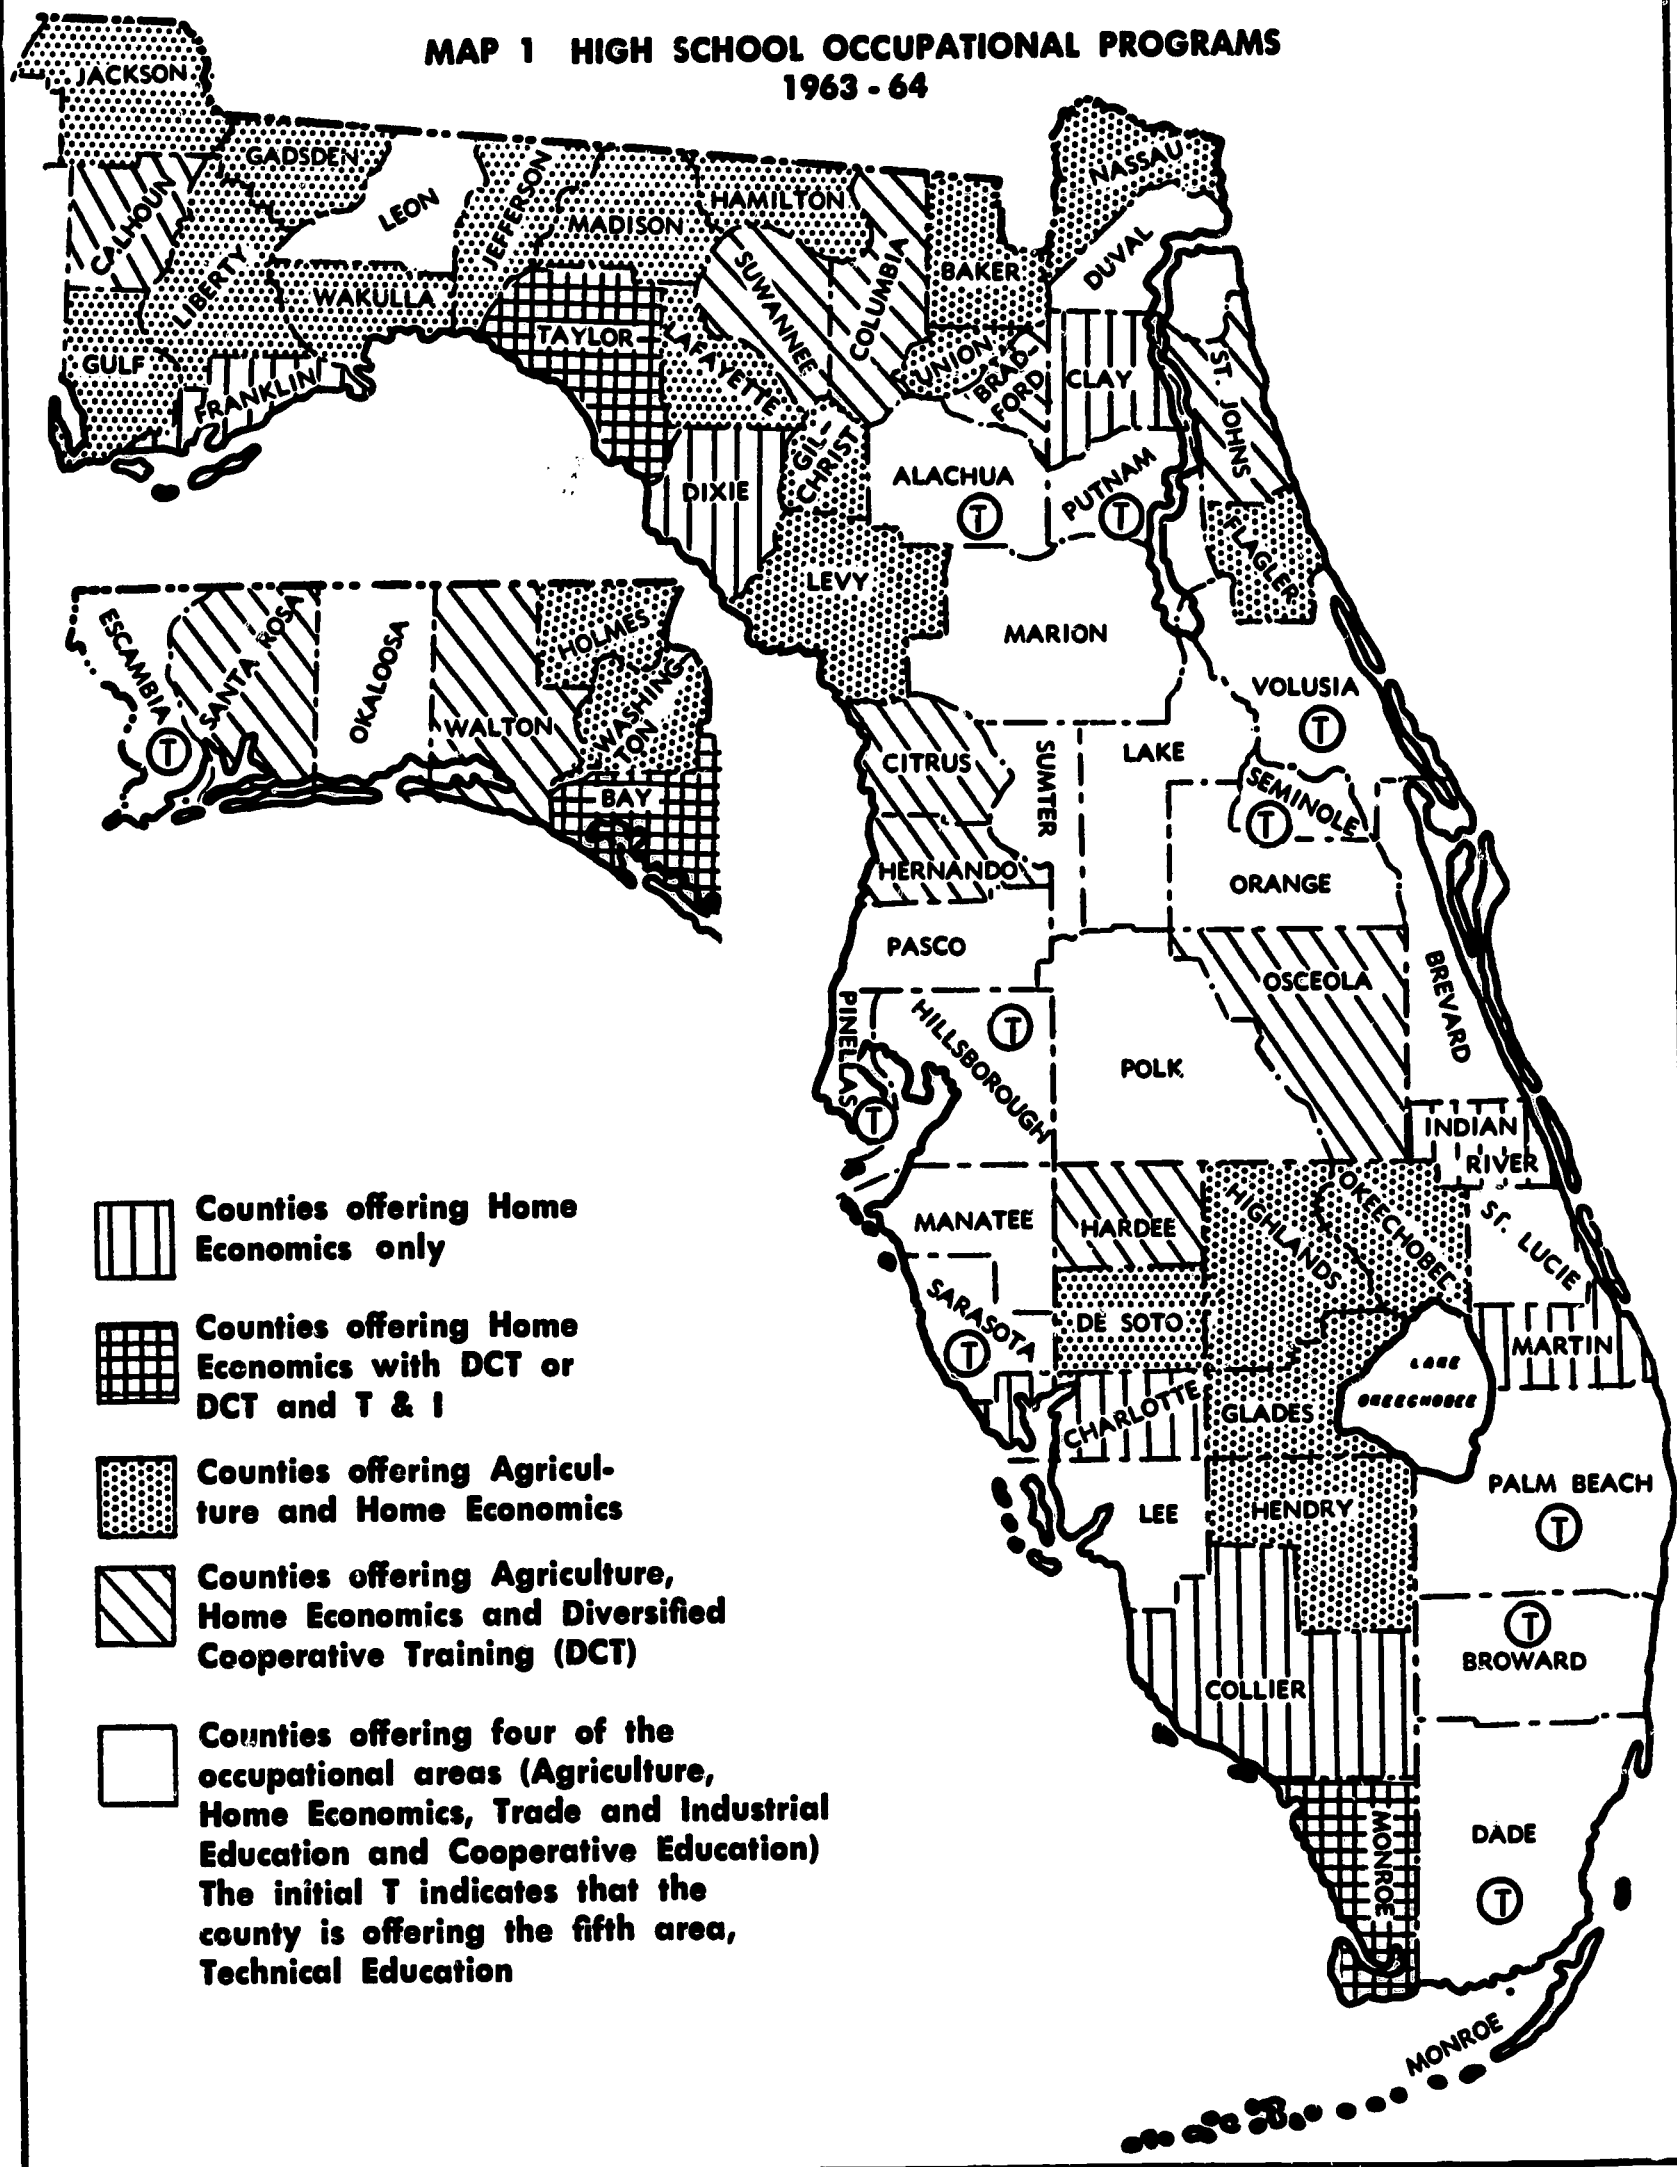 MAP 1 HIGH SCHOOL OCCUPATIONAL PROGRAMS
1963 - 64
JACKSON
GADSDEN
LEON
JEFFERSON
MADISON
HAMILTON
NASSAU
CALHOUN
LIBERTY
WAKULLA
TAYLOR
LAFAYETTE
SUWANNEE
COLUMBIA
BAKER
DUVAL
GULF
FRANKLIN
UNION
BRAD-
FORD
CLAY
ST. JOHNS
DIXIE
GIL-
CHRIST
ALACHUA
T
PUTNAM
T
FLAGLER
LEVY
MARION
ESCAMBIA
T
SANTA ROSA
OKALOOSA
WALTON
HOLMES
WASHING
TON
BAY
VOLUSIA
T
CITRUS
SUMTER
LAKE
SEMINOLE
T
HERNANDO
ORANGE
PASCO
OSCEOLA
BREVARD
PINELLAS
T
HILLSBOROUGH
T
POLK
INDIAN
RIVER
MANATEE
HARDEE
HIGHLANDS
OKEECHOBEE
ST. LUCIE
SARASOTA
T
DE SOTO
MARTIN
LAKE
OKEECHOBEE
CHARLOTTE
GLADES
LEE
HENDRY
PALM BEACH
T
T
BROWARD
COLLIER
MONROE
DADE
T
MONROE
Counties offering Home
Economics only
Counties offering Home
Economics with DCT or
DCT and T & I
Counties offering Agricul-
ture and Home Economics
Counties offering Agriculture,
Home Economics and Diversified
Cooperative Training (DCT)
Counties offering four of the
occupational areas (Agriculture,
Home Economics, Trade and Industrial
Education and Cooperative Education)
The initial T indicates that the
county is offering the fifth area,
Technical Education